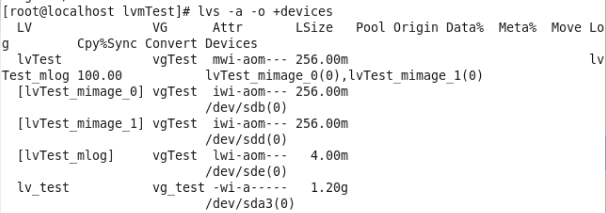 [root@localhost lvmTest]# lvs -a -o +devices
  LV                VG      Attr       LSize   Pool Origin Data%  Meta%  Move Lo
g         Cpy%Sync Convert Devices
  lvTest            vgTest  mwi-aom--- 256.00m                                lv
Test_mlog 100.00           lvTest_mimage_0(0),lvTest_mimage_1(0)
  [lvTest_mimage_0] vgTest  iwi-aom--- 256.00m
                           /dev/sdb(0)
  [lvTest_mimage_1] vgTest  iwi-aom--- 256.00m
                           /dev/sdd(0)
  [lvTest_mlog]     vgTest  lwi-aom---   4.00m
                           /dev/sde(0)
  lv_test           vg_test -wi-a-----   1.20g
                           /dev/sda3(0)